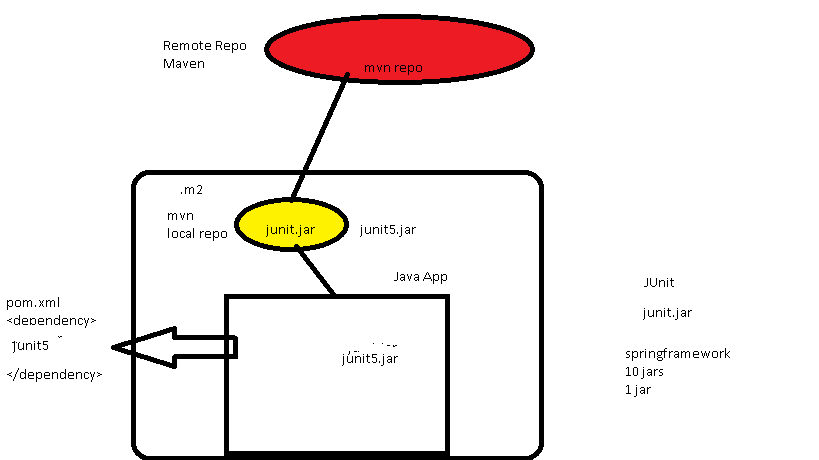 Remote Repo
Maven
mvn repo
.m2
mvn
local repo
junit.jar
junit5.jar
Java App
pom.xml
<dependency>
junit5
</dependency>
junit5.jar
JUnit
junit.jar
springframework
10 jars
1 jar